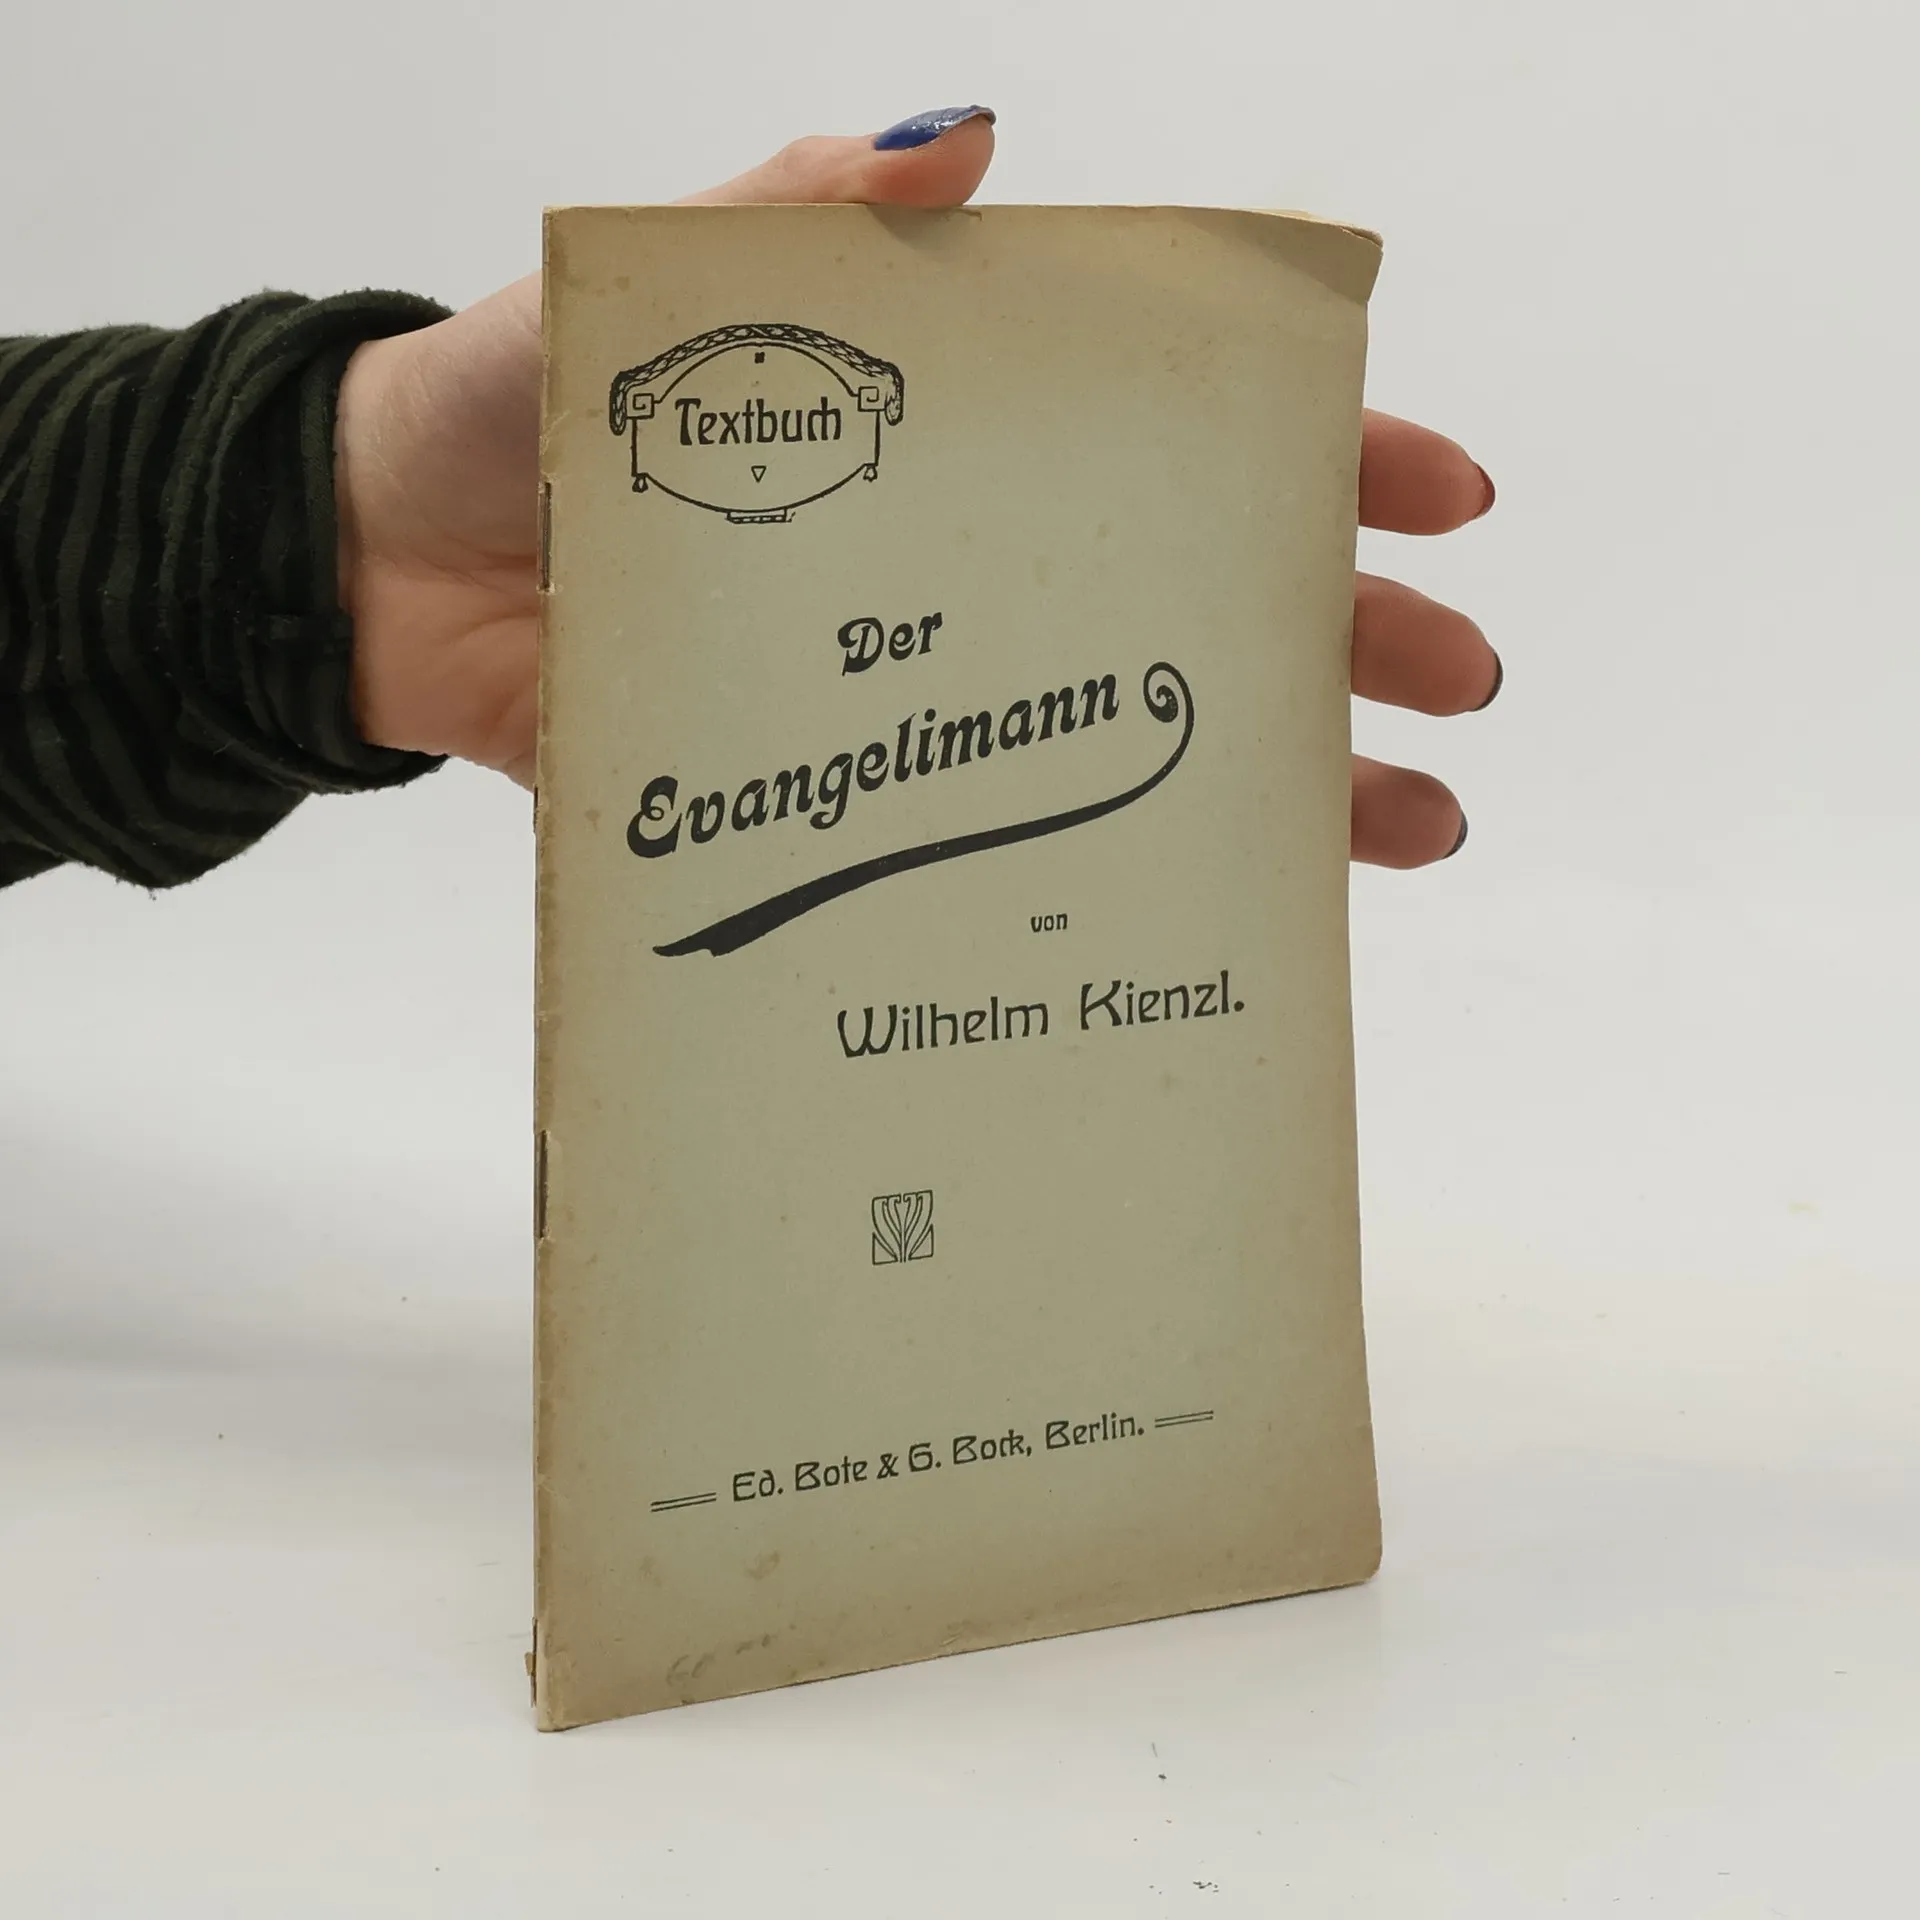 Textbuch
Der
Evangelimann
von
Wilhelm Kienzl.
Ed. Bote & G. Bock, Berlin.